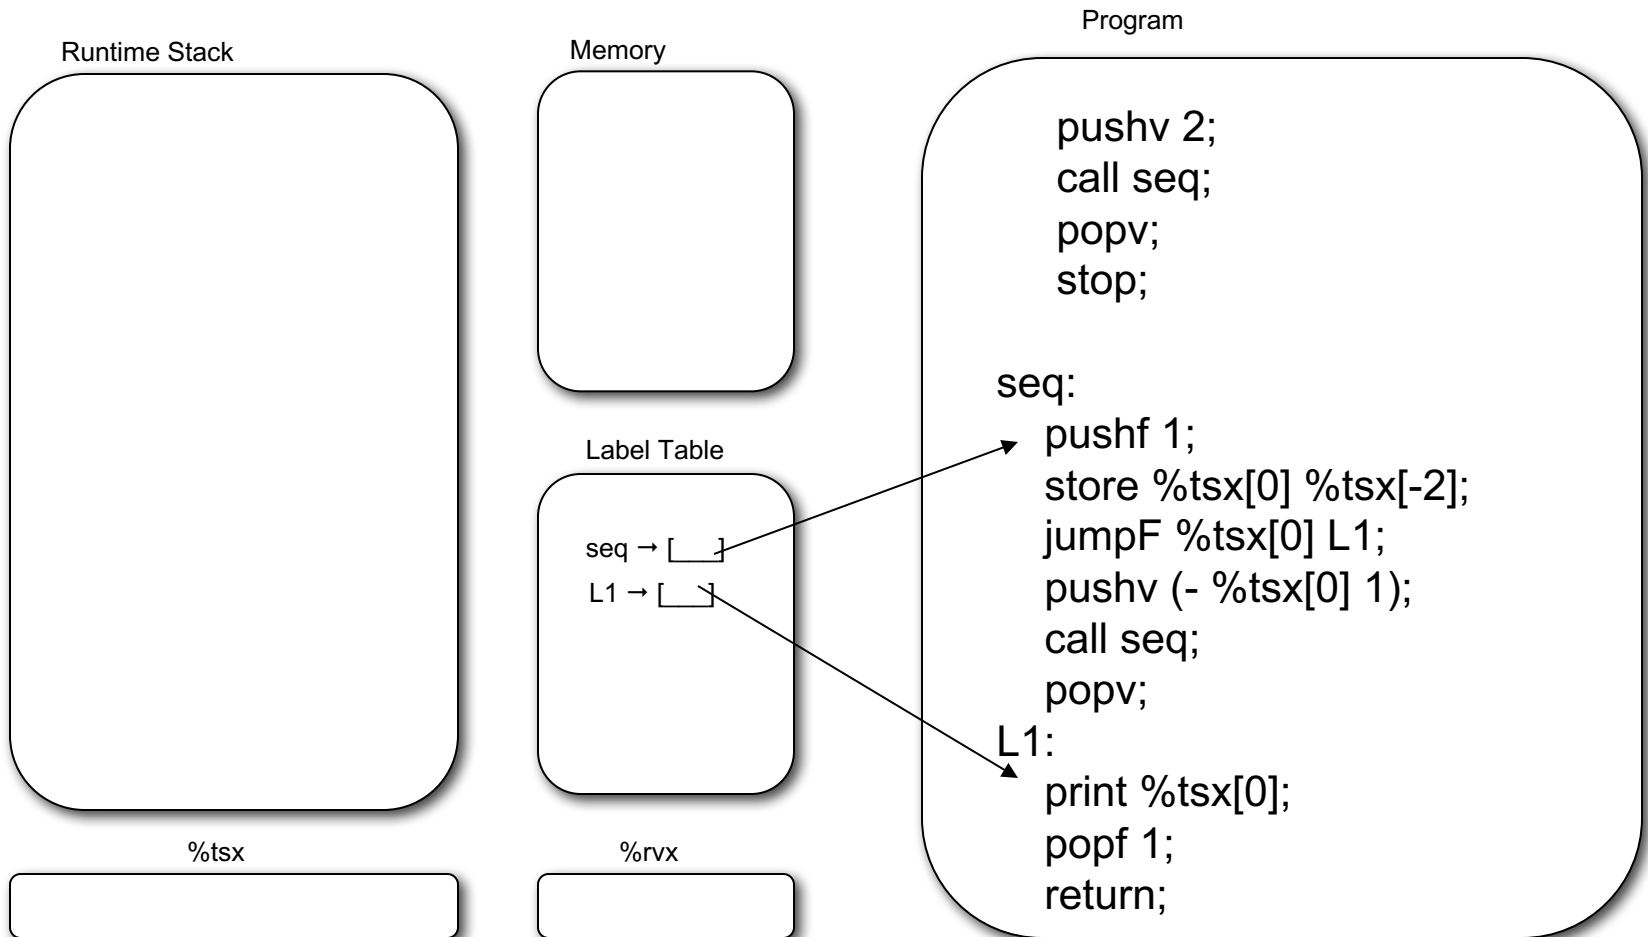 Program
Runtime Stack
Memory
pushv 2;
call seq;
popv;
stop;
seq:
pushf 1;
store %tsx[0] %tsx[-2];
jumpF %tsx[0] L1;
pushv (- %tsx[0] 1);
call seq;
popv;
L1:
print %tsx[0];
popf 1;
return;
Label Table
seq → [___]
L1 → [___]
%tsx
%rvx